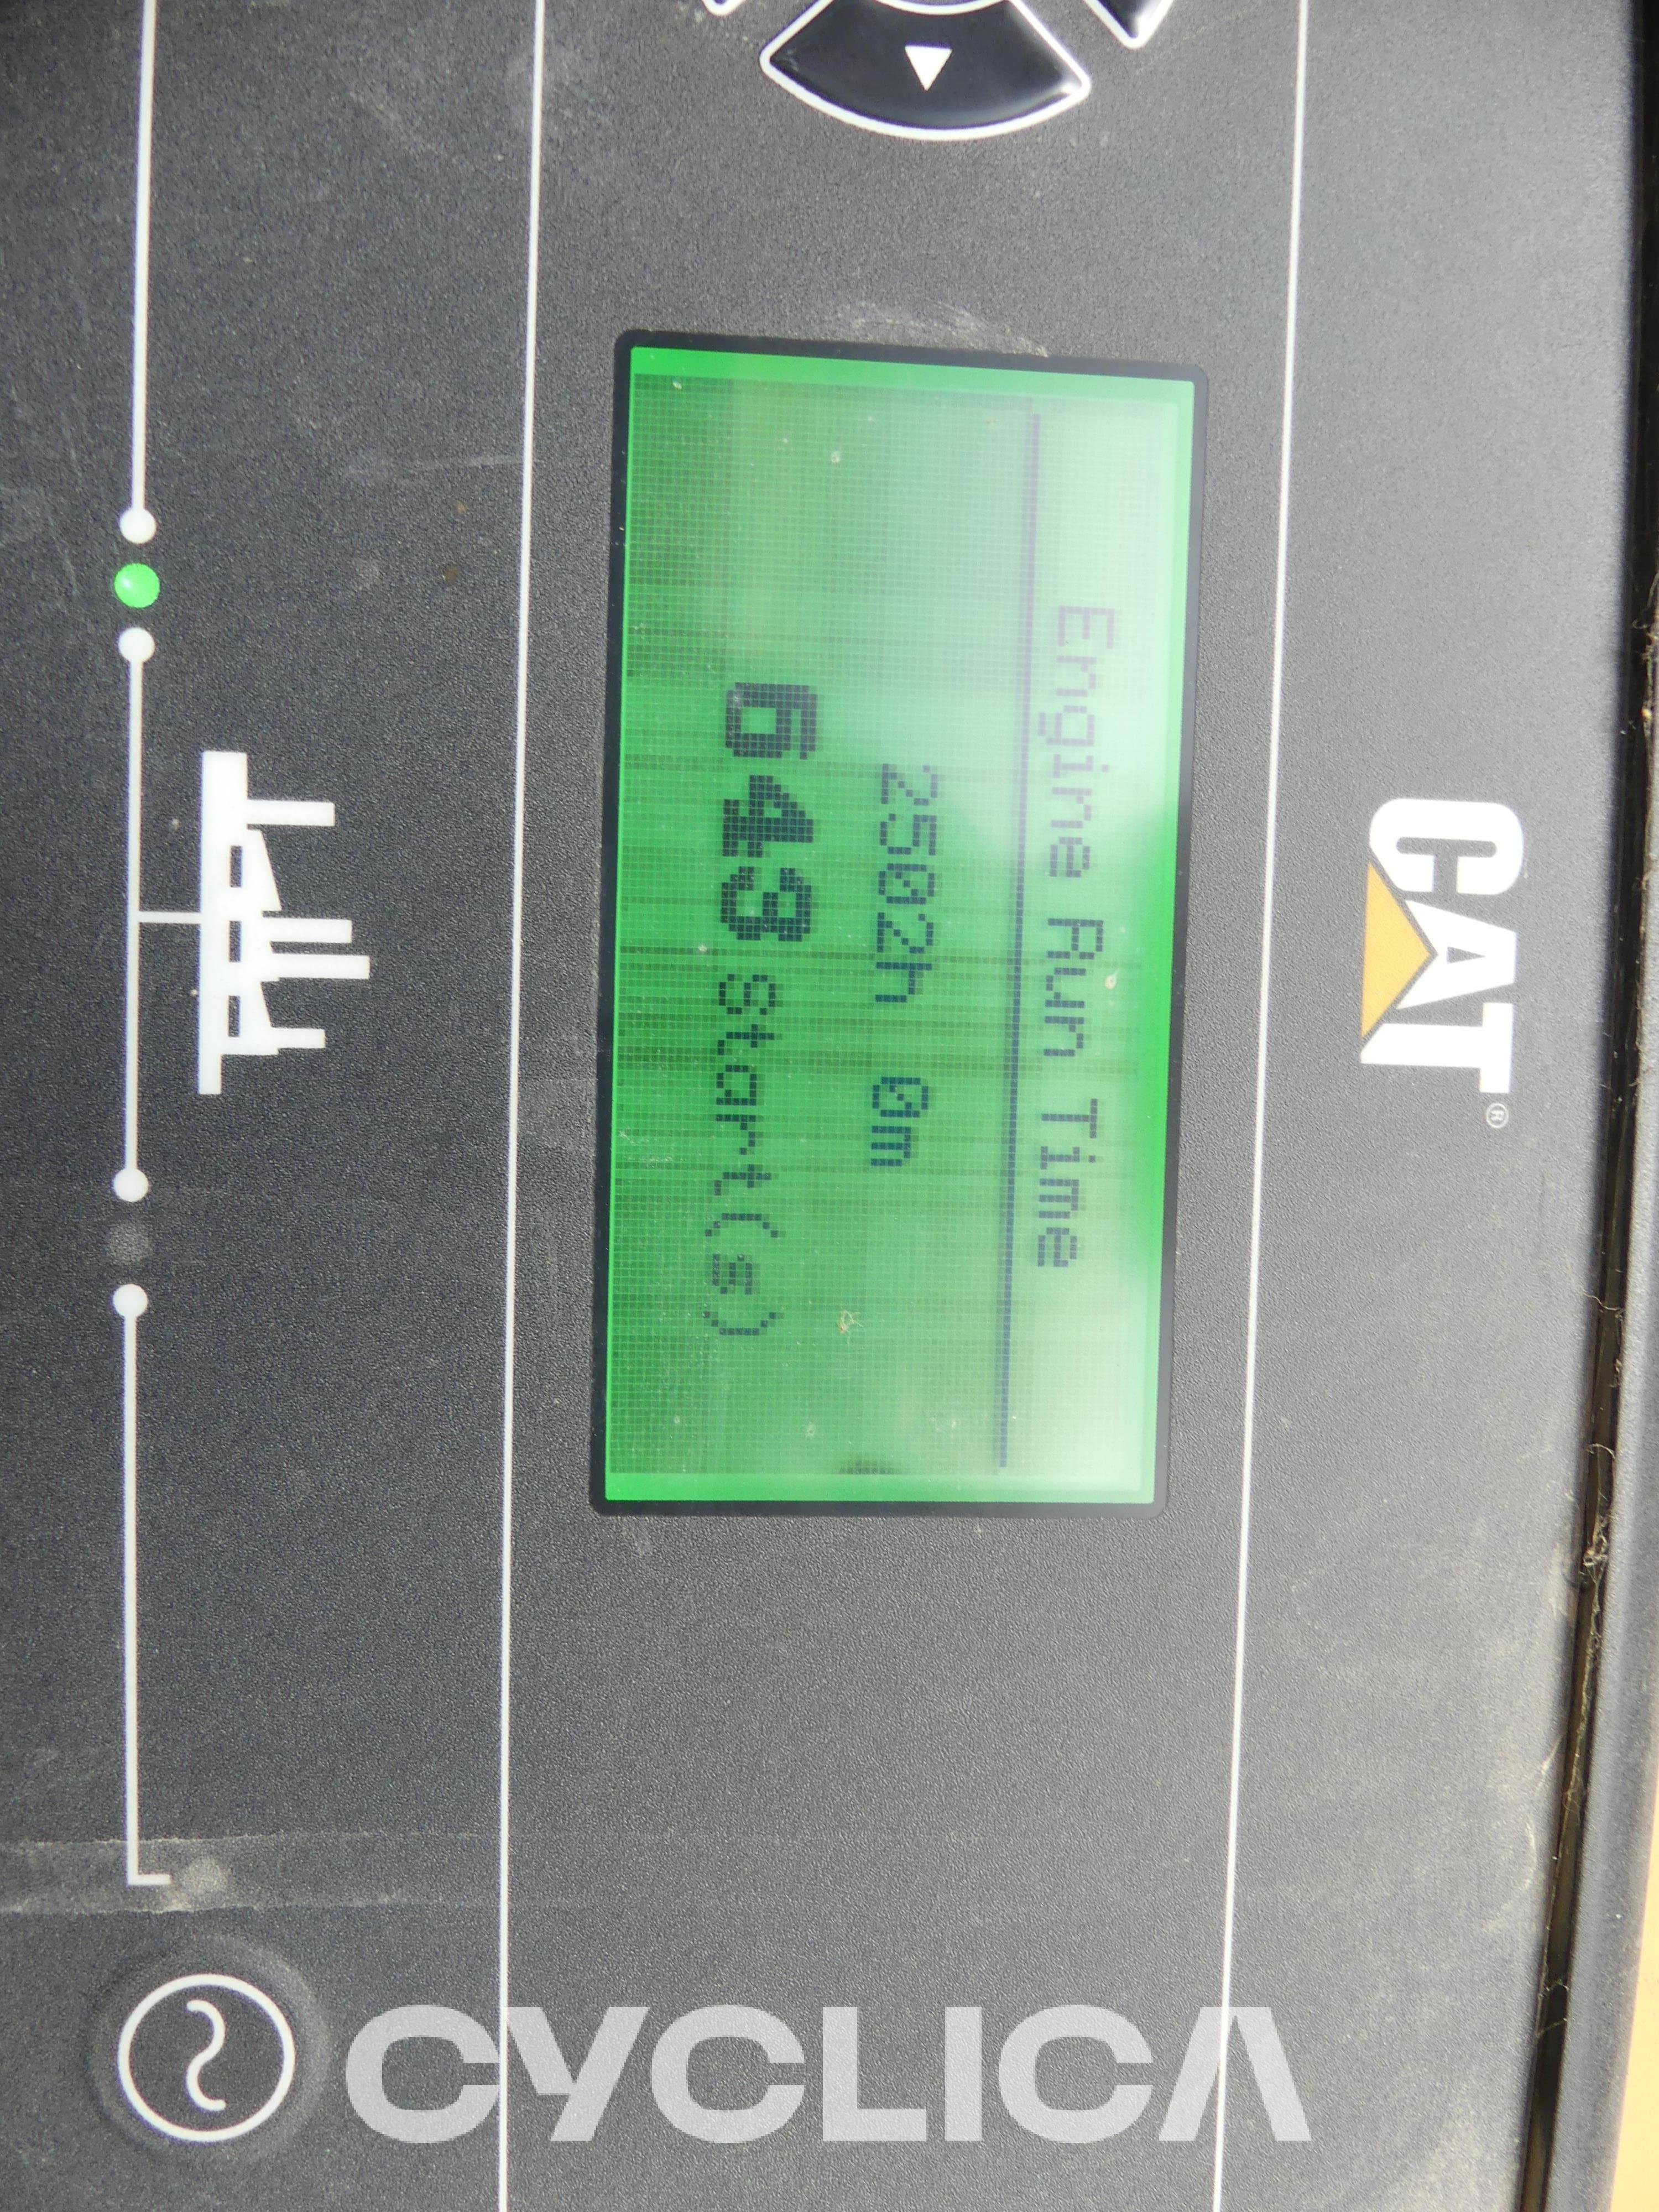 CAT®
Engine Run Time
2502h 0m
643 Start(s)
CYCLICA